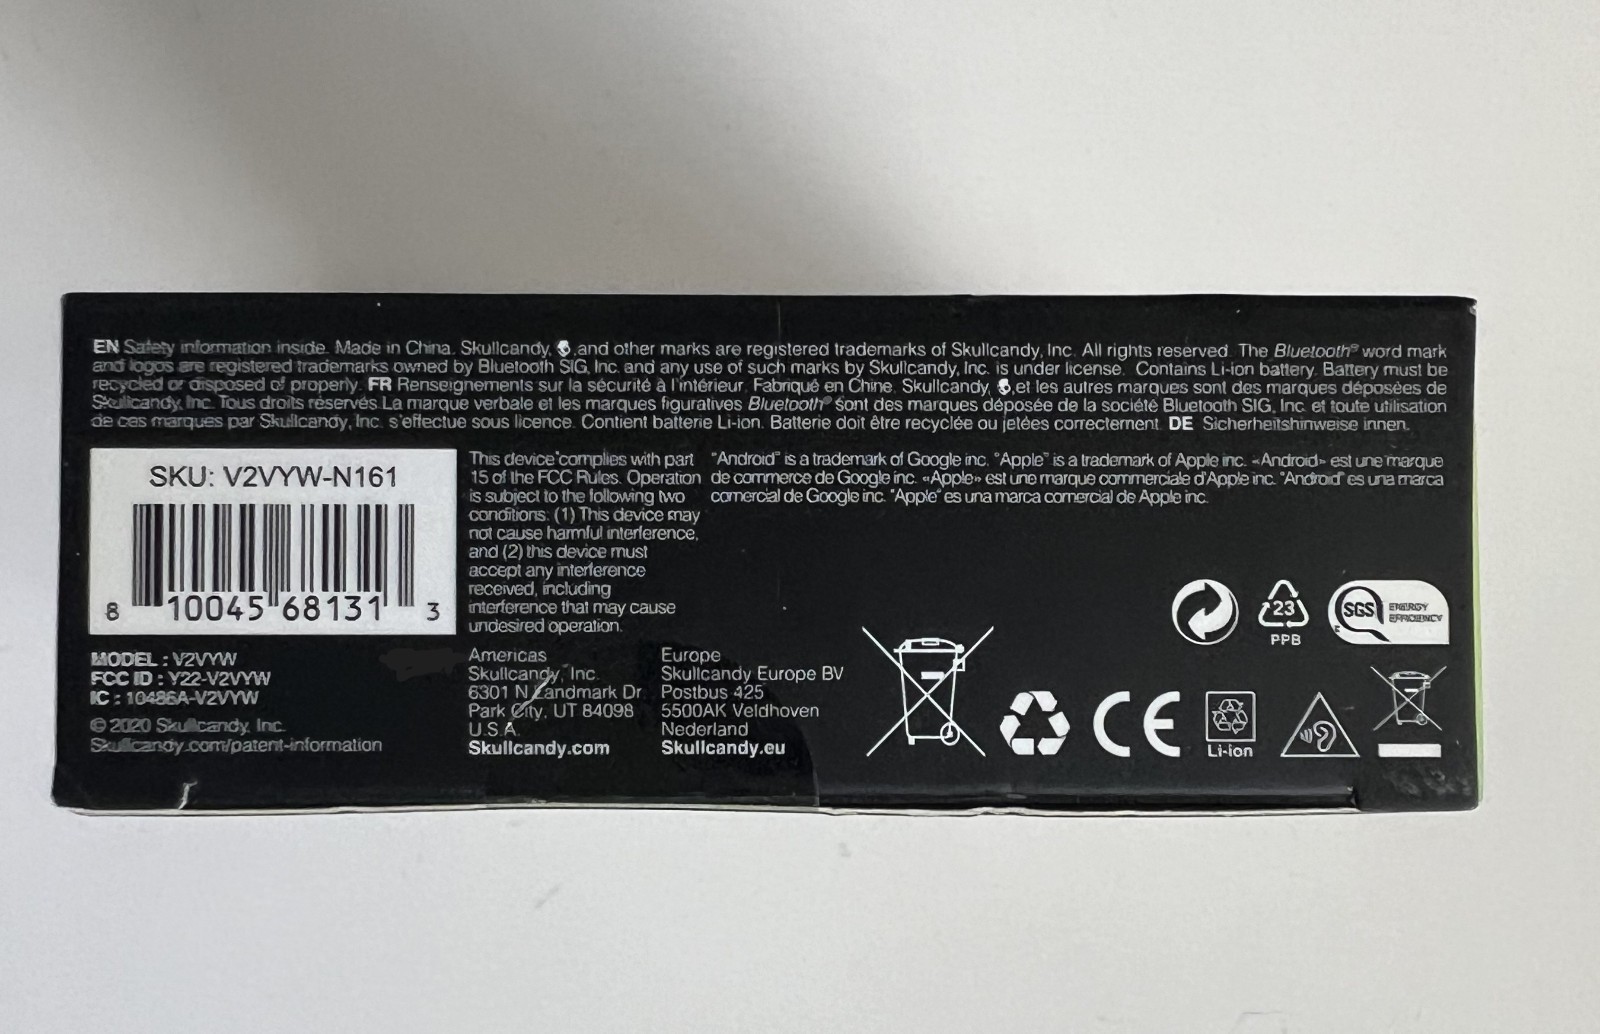 EN Safety information inside. Made in China. Skullcandy, ,and other marks are registered trademarks of Skullcandy, Inc. All rights reserved. The Bluetooth® word mark
and logos are registered trademarks owned by Bluetooth SIG, Inc. and any use of such marks by Skullcandy, Inc. is under license. Contains Li-ion battery. Battery must be
recycled or disposed of properly. FR Renseignements sur la sécurité à l'intérieur. Fabriqué en Chine. Skullcandy, ,et les autres marques sont des marques déposées de
Skullcandy, Inc. Tous droits réservés La marque verbale et les marques figuratives Bluetooth® sont des marques déposée de la société Bluetooth SIG, Inc. et toute utilisation
de ces marques par Skullcandy, Inc. s'effectue sous licence. Contient batterie Li-ion. Batterie doit être recyclée ou jetées correctement. DE Sicherheitshinweise innen.
SKU: V2VYW-N161
8 10045 68131 3
MODEL : V2VYW
FCC ID : Y22-V2VYW
IC : 10486A-V2VYW
© 2020 Skullcandy, Inc.
Skullcandy.com/patent-information
This device complies with part
15 of the FCC Rules. Operation
is subject to the following two
conditions: (1) This device may
not cause harmful interference,
and (2) this device must
accept any interference
received, including
interference that may cause
undesired operation.
"Android" is a trademark of Google inc. "Apple" is a trademark of Apple inc. «Android» est une marque
de commerce de Google inc. «Apple» est une marque commerciale d'Apple inc. "Android" es una marca
comercial de Google inc. "Apple" es una marca comercial de Apple inc.
Americas
Skullcandy, Inc.
6301 N Landmark Dr.
Park City, UT 84098
U.S.A.
Skullcandy.com
Europe
Skullcandy Europe BV
Postbus 425
5500AK Veldhoven
Nederland
Skullcandy.eu
23
PPB
SGS ENERGY
EFFICIENCY
CE
Li-ion